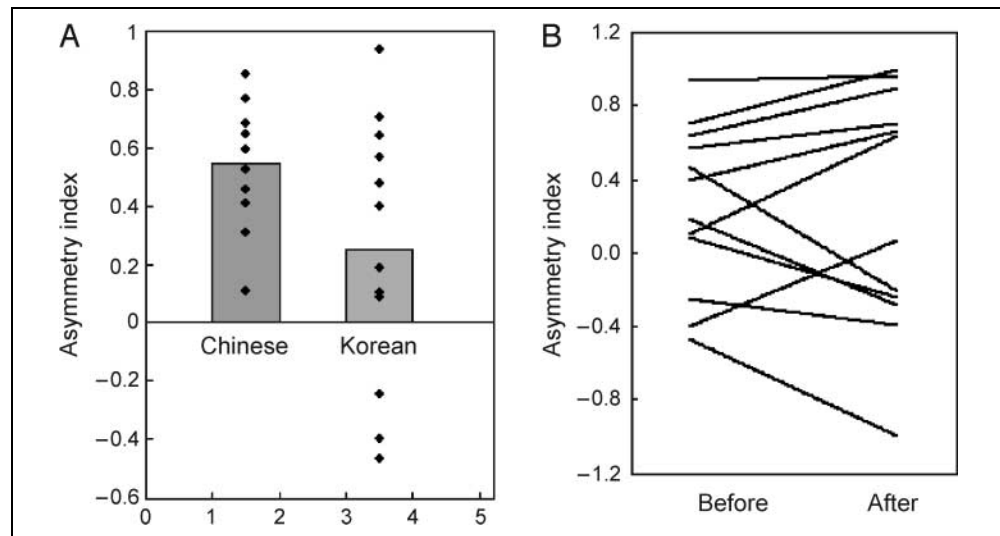 A
Asymmetry index
1
0.8
0.6
0.4
0.2
0
−0.2
−0.4
−0.6
Chinese Korean
0 1 2 3 4 5
B
Asymmetry index
1.2
0.8
0.4
0.0
−0.4
−0.8
−1.2
Before After